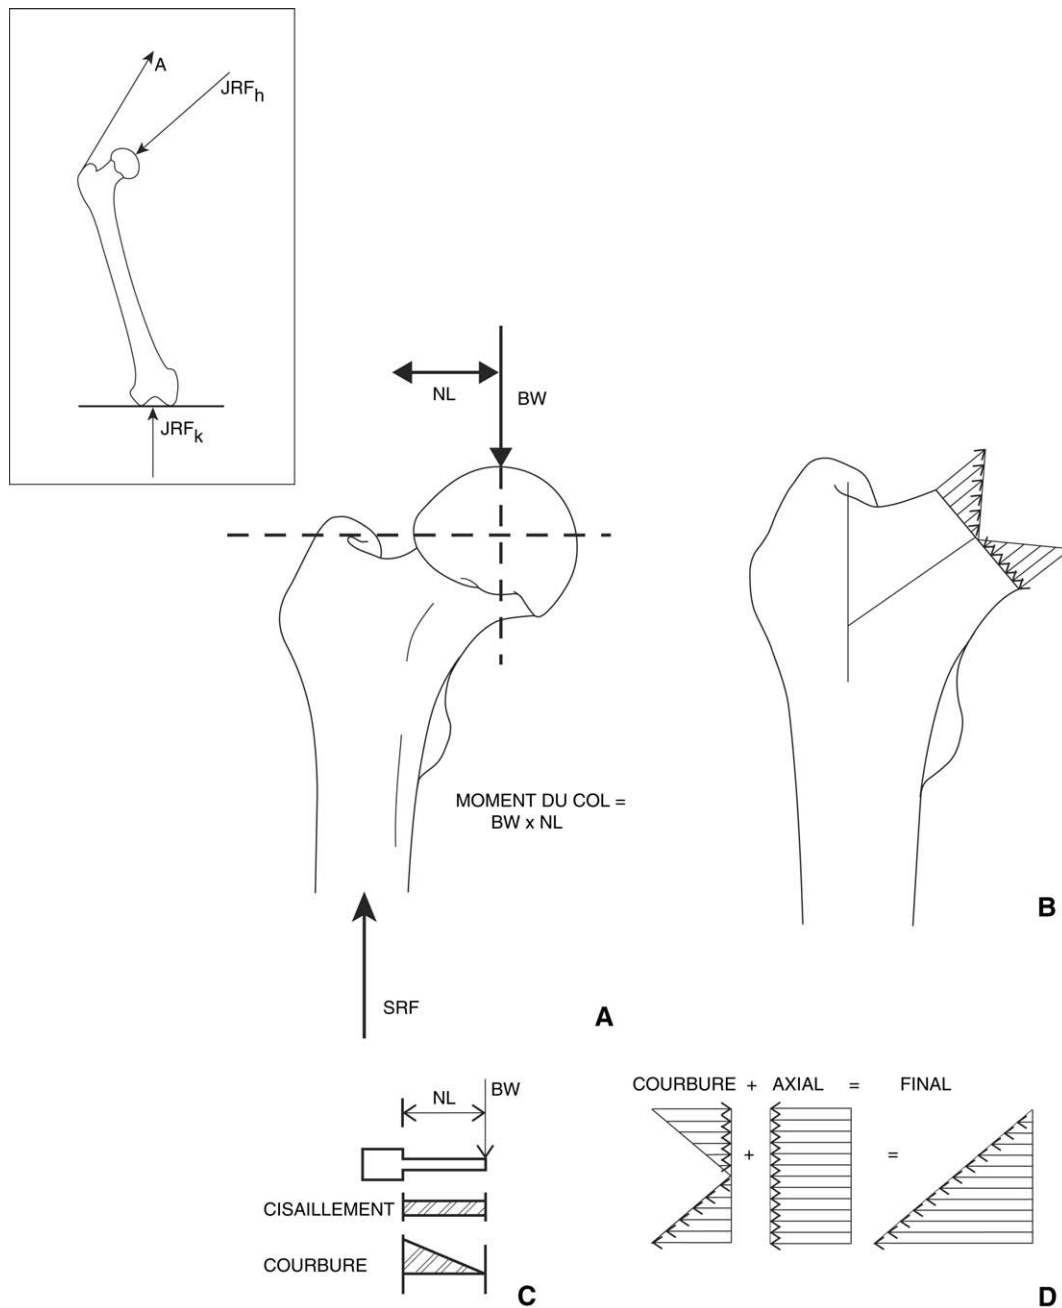 A
JRFh
JRFk
NL
BW
MOMENT DU COL =
BW x NL
B
SRF
A
NL
BW
CISAILLEMENT
COURBURE
C
COURBURE + AXIAL = FINAL
+ =
D